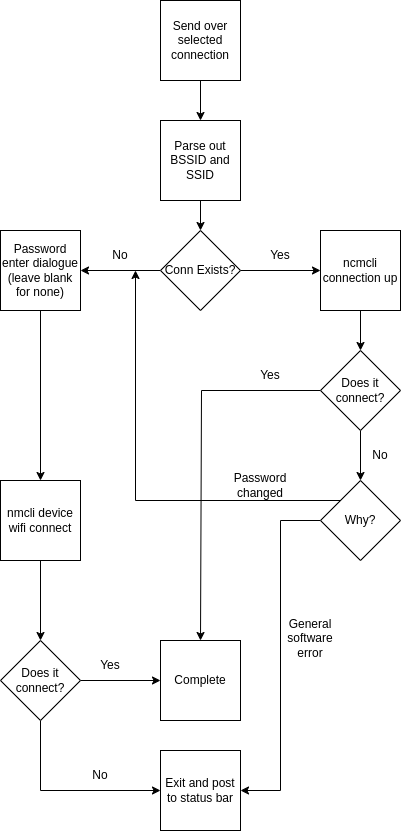 Send over
selected
connection
Parse out
BSSID and
SSID
Password
enter dialogue
(leave blank
for none)
No
Conn Exists?
Yes
ncmcli
connection up
Yes
Does it
connect?
No
Password
changed
nmcli device
wifi connect
Why?
General
software
error
Does it
connect?
Yes
Complete
No
Exit and post
to status bar